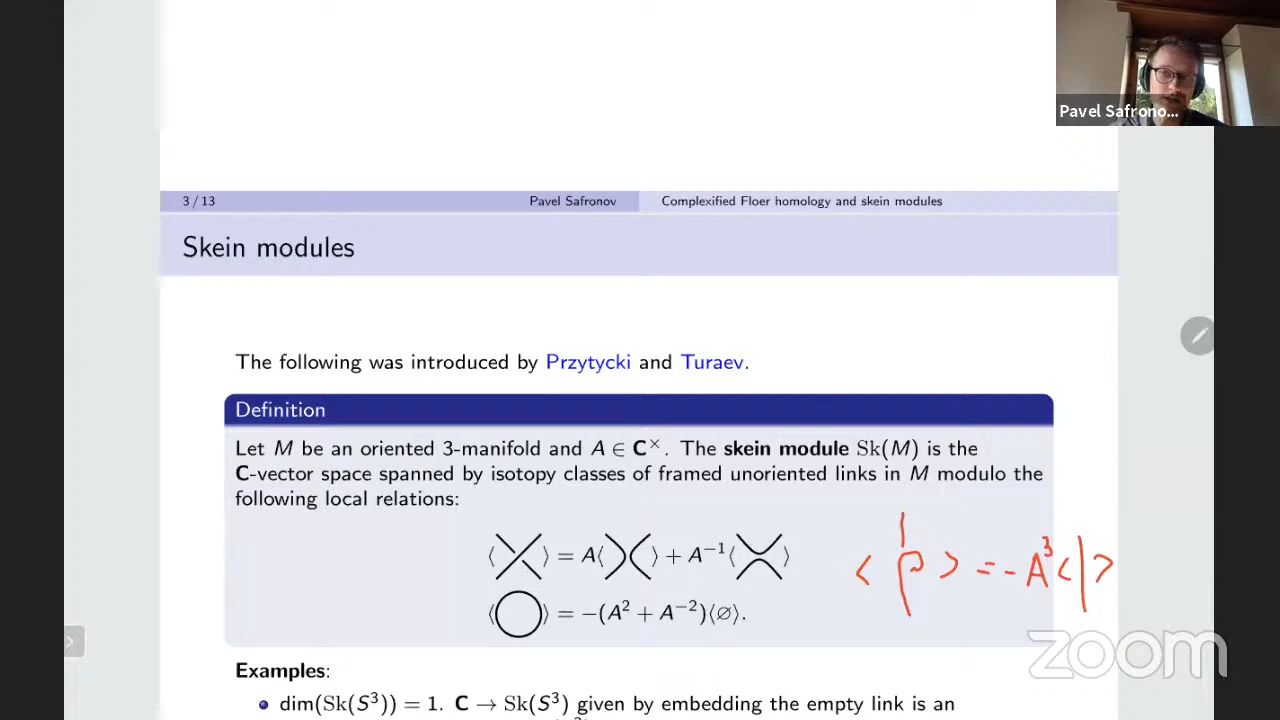 Pavel Safrono...
3 / 13 Pavel Safronov Complexified Floer homology and skein modules
Skein modules
The following was introduced by Przytycki and Turaev.
Definition
Let M be an oriented 3-manifold and A ∈ C×. The skein module Sk(M) is the
C-vector space spanned by isotopy classes of framed unoriented links in M modulo the
following local relations:
⟨ ⟩ = A⟨ ⟩ + A⁻¹⟨ ⟩
< > = -A³ < | >
⟨ ⟩ = −(A² + A⁻²)⟨∅⟩.
zoom
Examples:
dim(Sk(S³)) = 1. C → Sk(S³) given by embedding the empty link is an